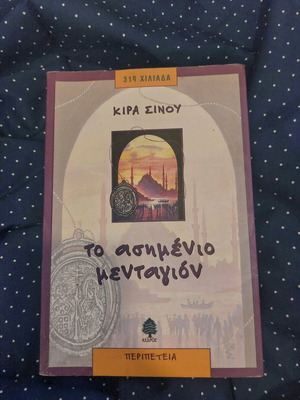 31η ΧΙΛΙΑΔΑ
ΚΙΡΑ ΣΙΝΟΥ
το ασημένιο
μενταγιόν
ΚΕΔΡΟΣ
ΠΕΡΙΠΕΤΕΙΑ